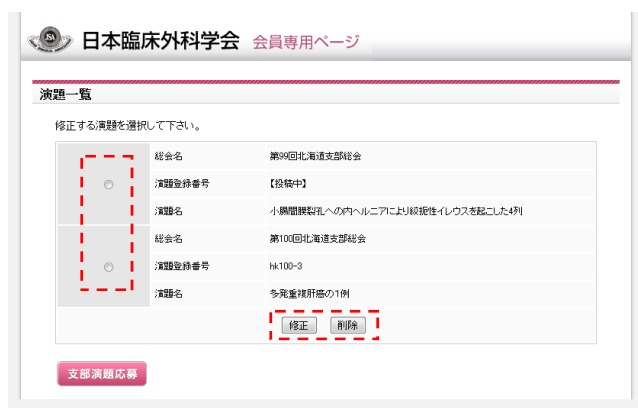 日本臨床外科学会 会員専用ページ
演題一覧
修正する演題を選択して下さい。
総会名 第99回北海道支部総会
演題登録番号 【投稿中】
演題名 小腸間膜裂孔への内ヘルニアにより絞扼性イレウスを起こした4列
総会名 第100回北海道支部総会
演題登録番号 hk100-3
演題名 多発重複肝癌の1例
修正 削除
支部演題応募